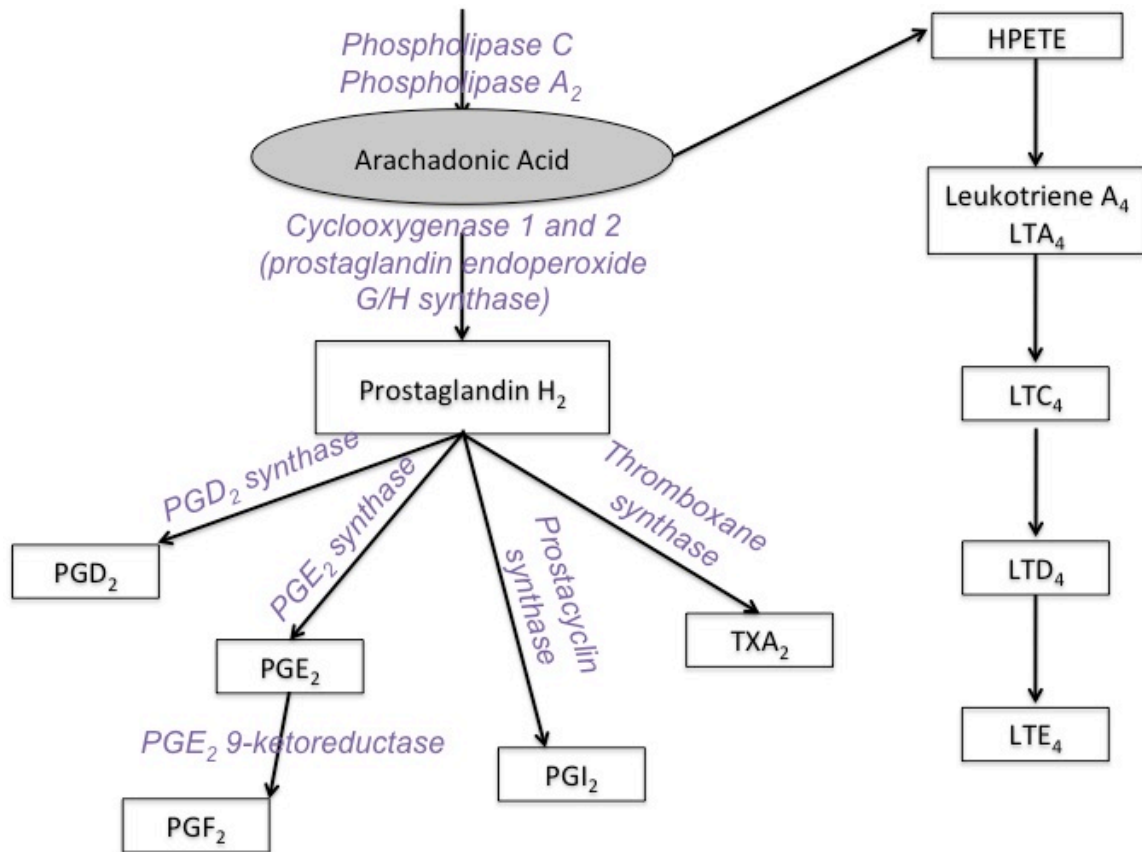 Phospholipase C
Phospholipase A₂
Arachadonic Acid
Cyclooxygenase 1 and 2
(prostaglandin endoperoxide
G/H synthase)
Prostaglandin H₂
PGD₂ synthase
PGE₂ synthase
Prostacyclin
synthase
Thromboxane
synthase
PGD₂
PGE₂
TXA₂
PGE₂ 9-ketoreductase
PGI₂
PGF₂
HPETE
Leukotriene A₄
LTA₄
LTC₄
LTD₄
LTE₄